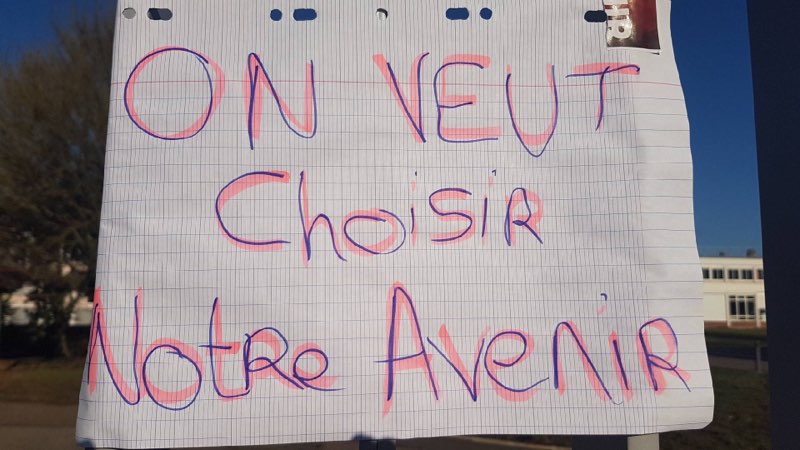 ON VEUT
Choisir
Notre Avenir